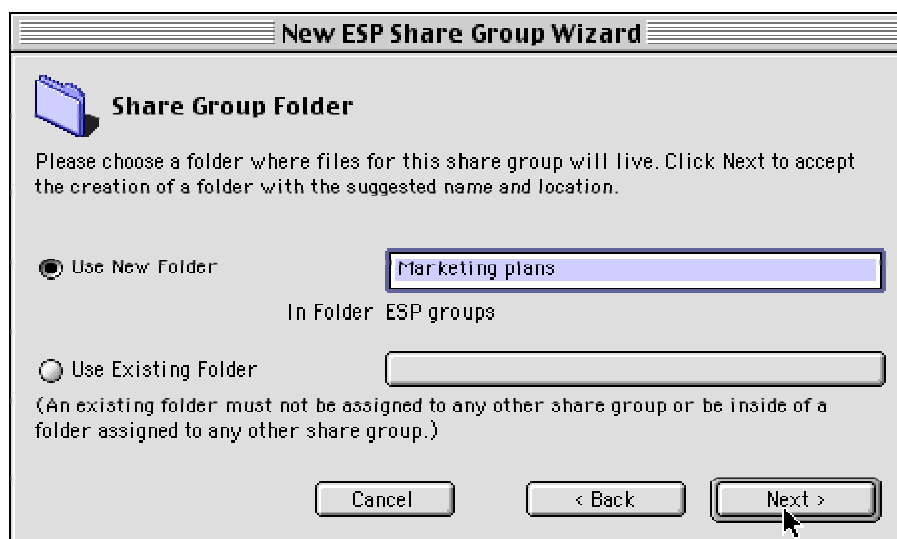 New ESP Share Group Wizard
Share Group Folder
Please choose a folder where files for this share group will live. Click Next to accept
the creation of a folder with the suggested name and location.
Use New Folder
Marketing plans
In Folder ESP groups
Use Existing Folder
(An existing folder must not be assigned to any other share group or be inside of a
folder assigned to any other share group.)
Cancel
< Back
Next >